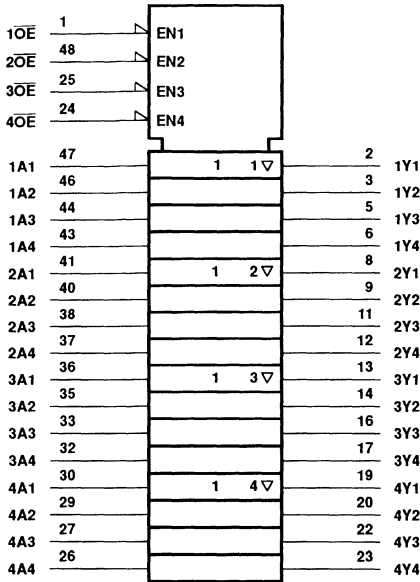 1O̅E̅ 1 EN1
2O̅E̅ 48 EN2
3O̅E̅ 25 EN3
4O̅E̅ 24 EN4
1A1 47 1 1▽ 2 1Y1
1A2 46 3 1Y2
1A3 44 5 1Y3
1A4 43 6 1Y4
2A1 41 1 2▽ 8 2Y1
2A2 40 9 2Y2
2A3 38 11 2Y3
2A4 37 12 2Y4
3A1 36 1 3▽ 13 3Y1
3A2 35 14 3Y2
3A3 33 16 3Y3
3A4 32 17 3Y4
4A1 30 1 4▽ 19 4Y1
4A2 29 20 4Y2
4A3 27 22 4Y3
4A4 26 23 4Y4